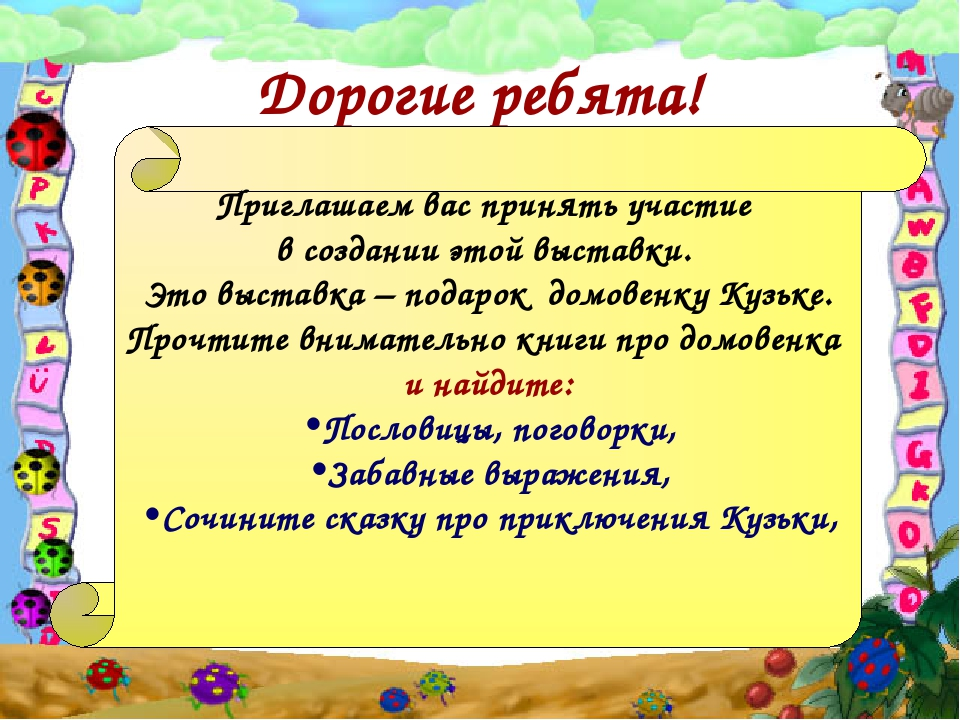 Дорогие ребята!
Приглашаем вас принять участие
в создании этой выставки.
Это выставка – подарок домовенку Кузьке.
Прочтите внимательно книги про домовенка
и найдите:
•Пословицы, поговорки,
•Забавные выражения,
•Сочините сказку про приключения Кузьки,
C
P
K
L
Ü
S
M
A
W
B
F
D
I
G
K
O
D